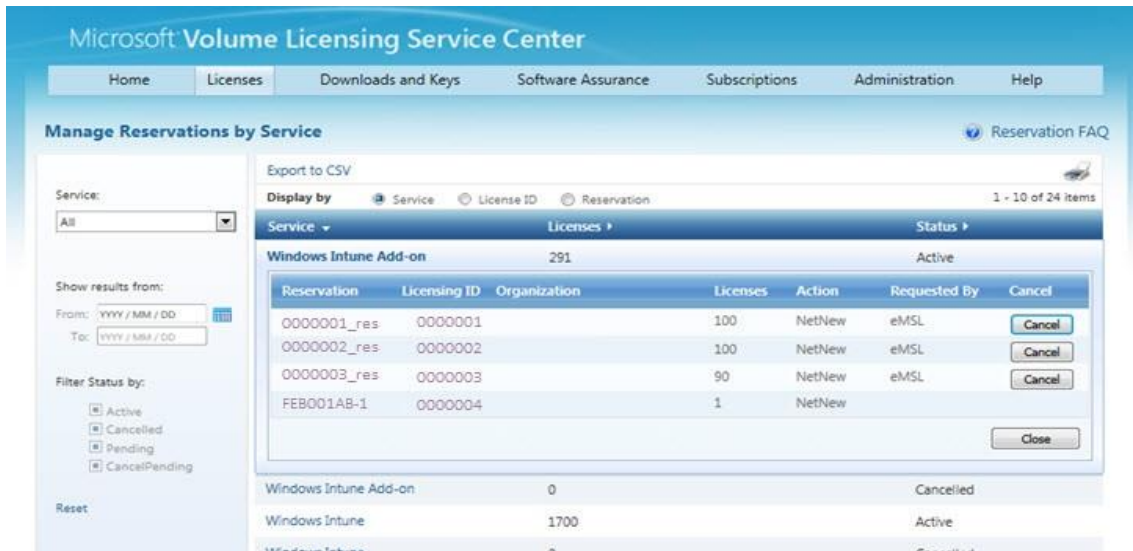 Microsoft Volume Licensing Service Center
Home Licenses Downloads and Keys Software Assurance Subscriptions Administration Help
Manage Reservations by Service
Reservation FAQ
Service:
All
Show results from:
From: YYYY / MM / DD
To: YYYY / MM / DD
Filter Status by:
Active
Cancelled
Pending
CancelPending
Reset
Export to CSV
Display by Service License ID Reservation 1 - 10 of 24 items
Service Licenses Status
Windows Intune Add-on 291 Active
Reservation Licensing ID Organization Licenses Action Requested By Cancel
0000001_res 0000001 100 NetNew eMSL Cancel
0000002_res 0000002 100 NetNew eMSL Cancel
0000003_res 0000003 90 NetNew eMSL Cancel
FEB001AB-1 0000004 1 NetNew
Close
Windows Intune Add-on 0 Cancelled
Windows Intune 1700 Active